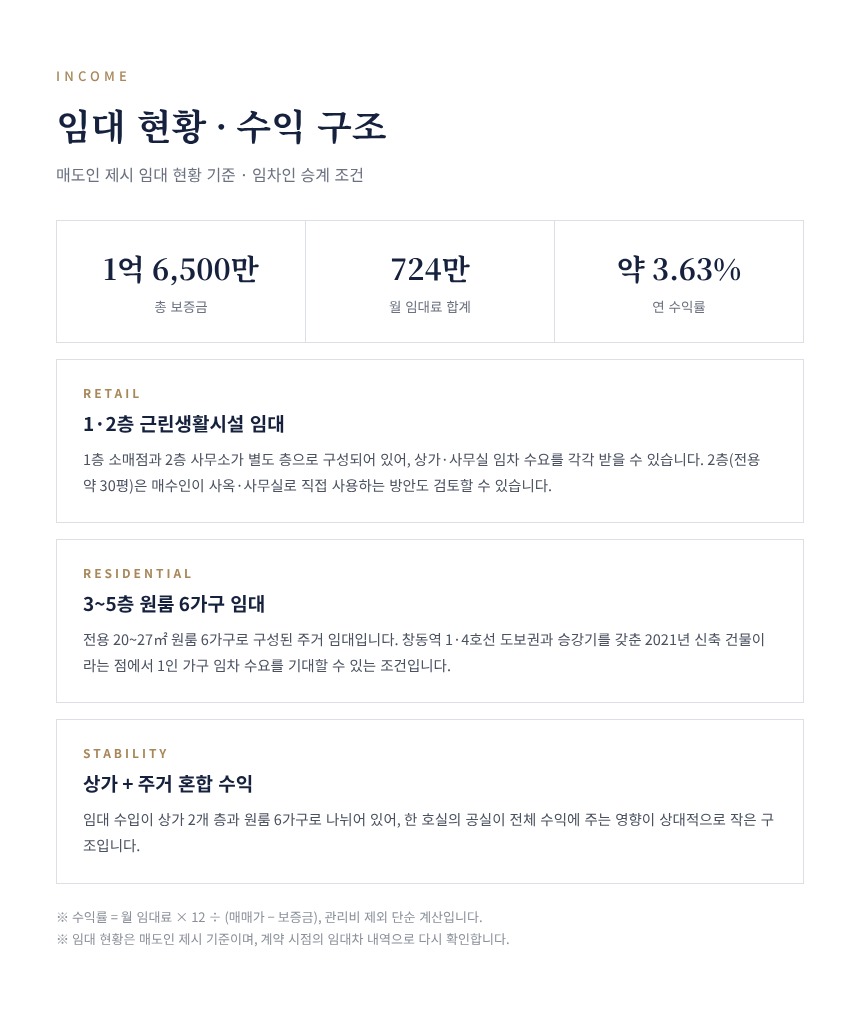 INCOME
임대 현황 · 수익 구조
매도인 제시 임대 현황 기준 · 임차인 승계 조건
1억 6,500만
총 보증금
724만
월 임대료 합계
약 3.63%
연 수익률
RETAIL
1·2층 근린생활시설 임대
1층 소매점과 2층 사무소가 별도 층으로 구성되어 있어, 상가·사무실 임차 수요를 각각 받을 수 있습니다. 2층(전용
약 30평)은 매수인이 사옥·사무실로 직접 사용하는 방안도 검토할 수 있습니다.
RESIDENTIAL
3~5층 원룸 6가구 임대
전용 20~27㎡ 원룸 6가구로 구성된 주거 임대입니다. 창동역 1·4호선 도보권과 승강기를 갖춘 2021년 신축 건물이
라는 점에서 1인 가구 임차 수요를 기대할 수 있는 조건입니다.
STABILITY
상가 + 주거 혼합 수익
임대 수입이 상가 2개 층과 원룸 6가구로 나뉘어 있어, 한 호실의 공실이 전체 수익에 주는 영향이 상대적으로 작은 구
조입니다.
※ 수익률 = 월 임대료 × 12 ÷ (매매가 − 보증금), 관리비 제외 단순 계산입니다.
※ 임대 현황은 매도인 제시 기준이며, 계약 시점의 임대차 내역으로 다시 확인합니다.